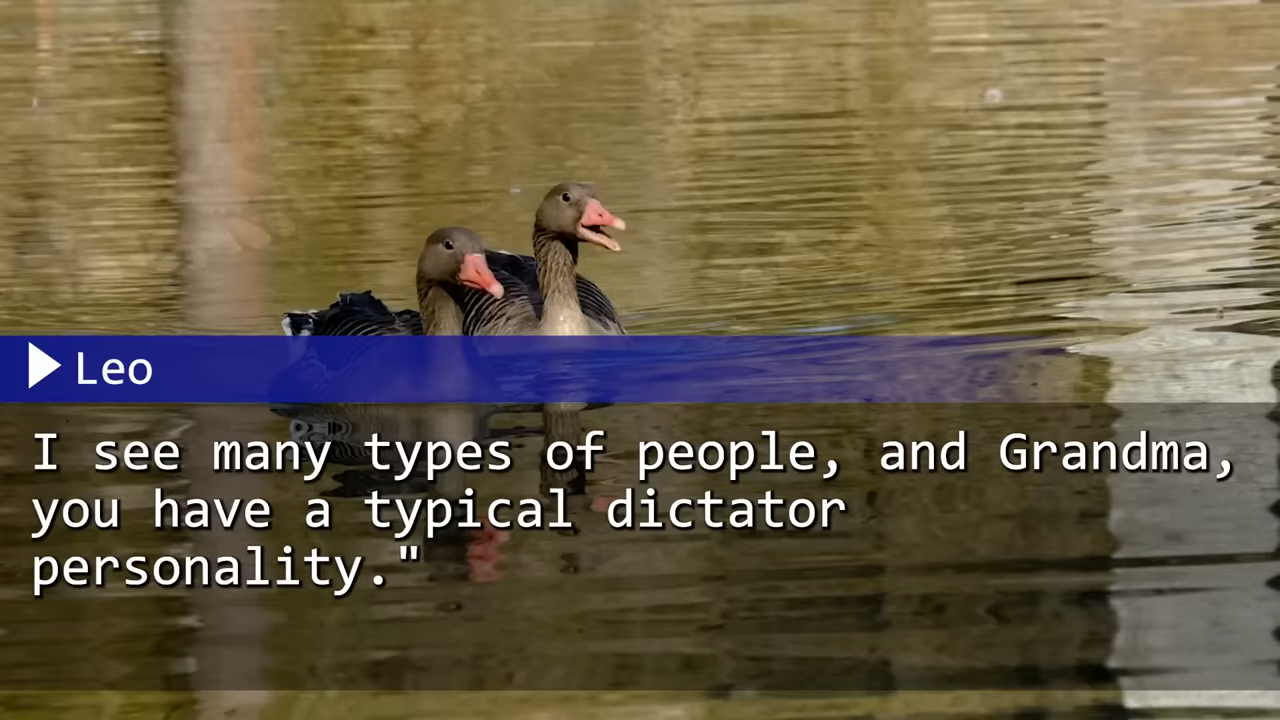 Leo
I see many types of people, and Grandma,
you have a typical dictator
personality."